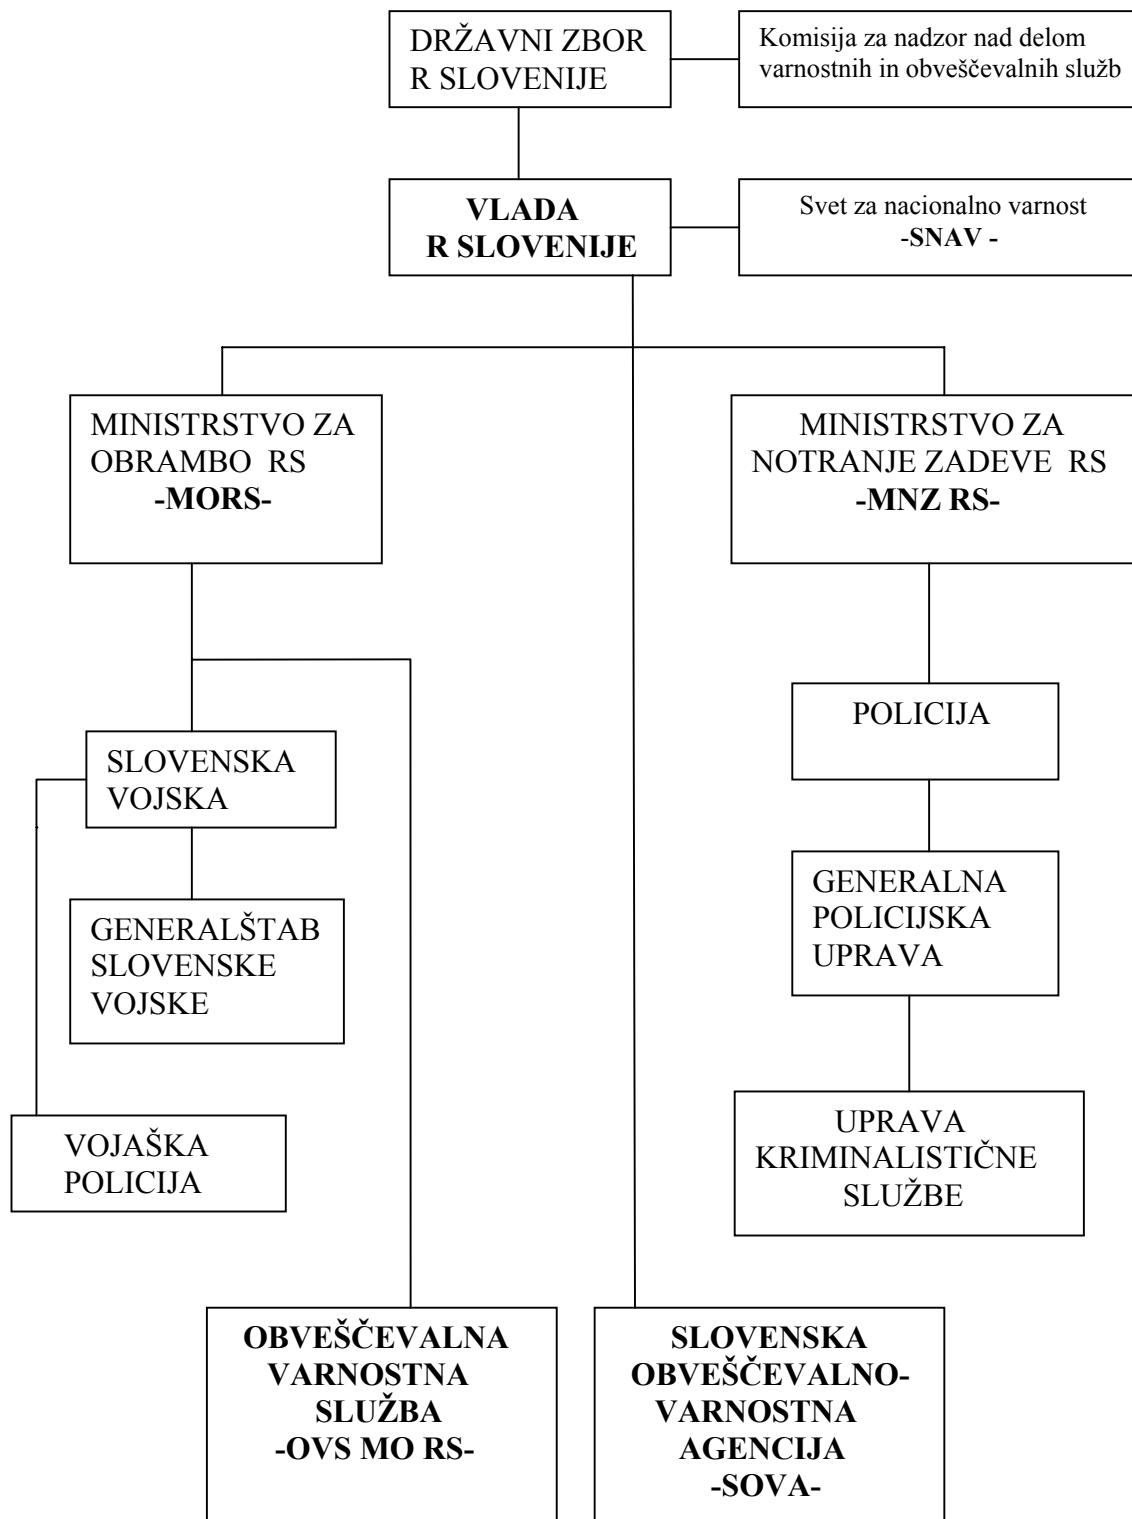 DRŽAVNI ZBOR
R SLOVENIJE
Komisija za nadzor nad delom
varnostnih in obveščevalnih služb
VLADA
R SLOVENIJE
Svet za nacionalno varnost
-SNAV -
MINISTRSTVO ZA
OBRAMBO RS
-MORS-
MINISTRSTVO ZA
NOTRANJE ZADEVE RS
-MNZ RS-
POLICIJA
SLOVENSKA
VOJSKA
GENERALNA
POLICIJSKA
UPRAVA
GENERALŠTAB
SLOVENSKE
VOJSKE
VOJAŠKA
POLICIJA
UPRAVA
KRIMINALISTIČNE
SLUŽBE
OBVEŠČEVALNA
VARNOSTNA
SLUŽBA
-OVS MO RS-
SLOVENSKA
OBVEŠČEVALNO-
VARNOSTNA
AGENCIJA
-SOVA-